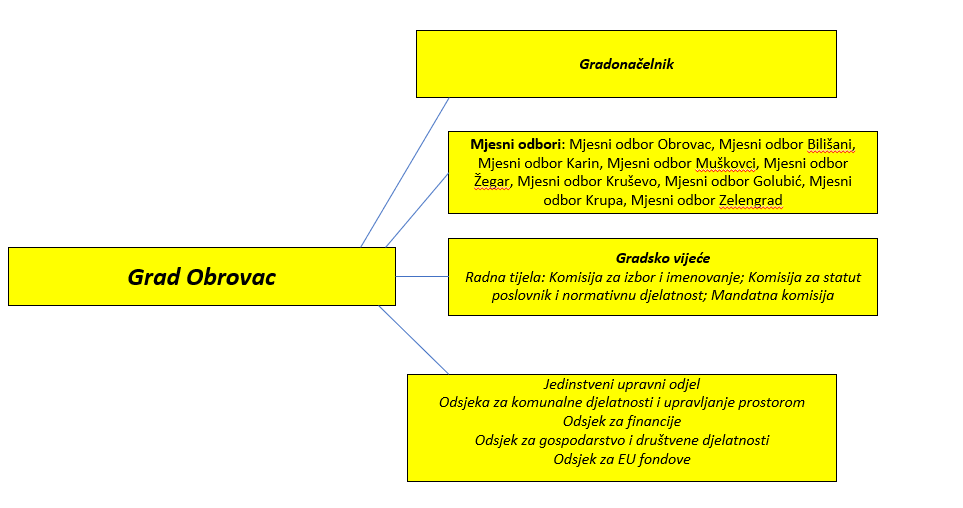 Gradonačelnik
Mjesni odbori: Mjesni odbor Obrovac, Mjesni odbor Bilišani,
Mjesni odbor Karin, Mjesni odbor Muškovci, Mjesni odbor
Žegar, Mjesni odbor Kruševo, Mjesni odbor Golubić, Mjesni
odbor Krupa, Mjesni odbor Zelengrad
Grad Obrovac
Gradsko vijeće
Radna tijela: Komisija za izbor i imenovanje; Komisija za statut
poslovnik i normativnu djelatnost; Mandatna komisija
Jedinstveni upravni odjel
Odsjeka za komunalne djelatnosti i upravljanje prostorom
Odsjek za financije
Odsjek za gospodarstvo i društvene djelatnosti
Odsjek za EU fondove